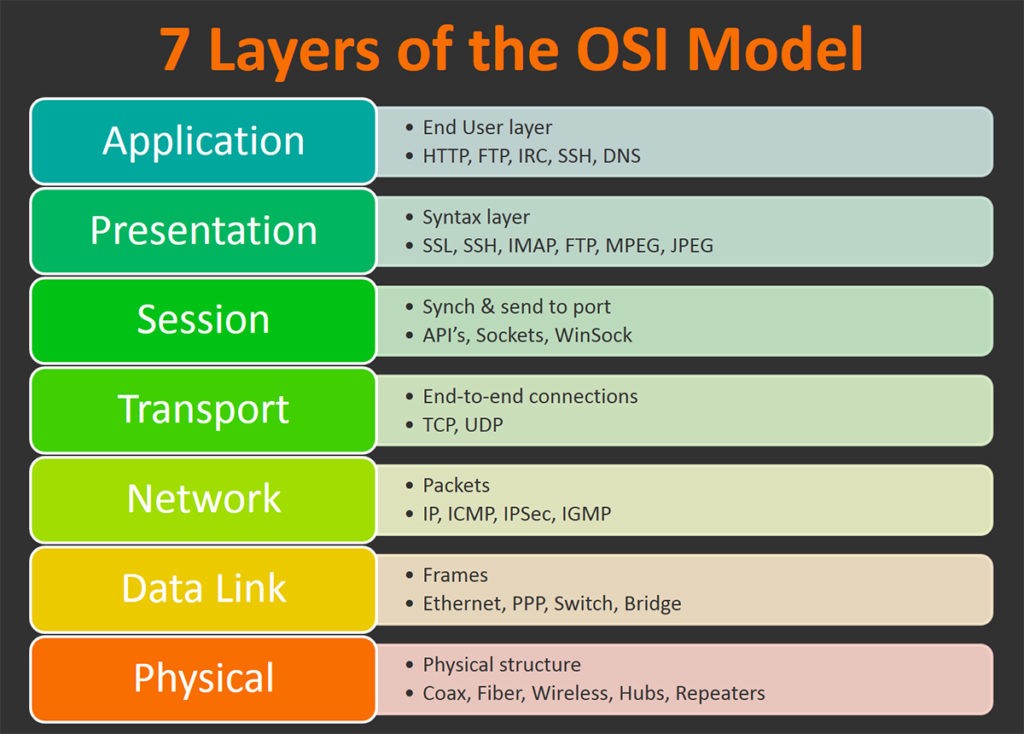 7 Layers of the OSI Model
Application
• End User layer
• HTTP, FTP, IRC, SSH, DNS
Presentation
• Syntax layer
• SSL, SSH, IMAP, FTP, MPEG, JPEG
Session
• Synch & send to port
• API’s, Sockets, WinSock
Transport
• End-to-end connections
• TCP, UDP
Network
• Packets
• IP, ICMP, IPSec, IGMP
Data Link
• Frames
• Ethernet, PPP, Switch, Bridge
Physical
• Physical structure
• Coax, Fiber, Wireless, Hubs, Repeaters